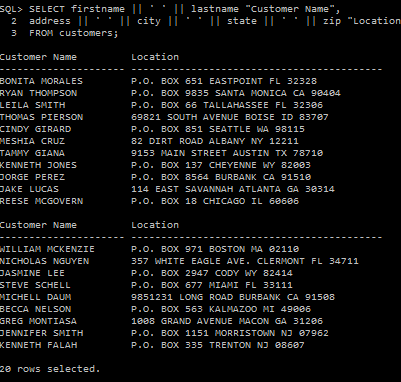 SQL> SELECT firstname || ' ' || lastname "Customer Name",
2 address || ' ' || city || ' ' || state || ' ' || zip "Location
3 FROM customers;
Customer Name Location
-------------------- ----------------------------------------
BONITA MORALES P.O. BOX 651 EASTPOINT FL 32328
RYAN THOMPSON P.O. BOX 9835 SANTA MONICA CA 90404
LEILA SMITH P.O. BOX 66 TALLAHASSEE FL 32306
THOMAS PIERSON 69821 SOUTH AVENUE BOISE ID 83707
CINDY GIRARD P.O. BOX 851 SEATTLE WA 98115
MESHIA CRUZ 82 DIRT ROAD ALBANY NY 12211
TAMMY GIANA 9153 MAIN STREET AUSTIN TX 78710
KENNETH JONES P.O. BOX 137 CHEYENNE WY 82003
JORGE PEREZ P.O. BOX 8564 BURBANK CA 91510
JAKE LUCAS 114 EAST SAVANNAH ATLANTA GA 30314
REESE MCGOVERN P.O. BOX 18 CHICAGO IL 60606
Customer Name Location
-------------------- ----------------------------------------
WILLIAM MCKENZIE P.O. BOX 971 BOSTON MA 02110
NICHOLAS NGUYEN 357 WHITE EAGLE AVE. CLERMONT FL 34711
JASMINE LEE P.O. BOX 2947 CODY WY 82414
STEVE SCHELL P.O. BOX 677 MIAMI FL 33111
MICHELL DAUM 9851231 LONG ROAD BURBANK CA 91508
BECCA NELSON P.O. BOX 563 KALMAZOO MI 49006
GREG MONTIASA 1008 GRAND AVENUE MACON GA 31206
JENNIFER SMITH P.O. BOX 1151 MORRISTOWN NJ 07962
KENNETH FALAH P.O. BOX 335 TRENTON NJ 08607
20 rows selected.